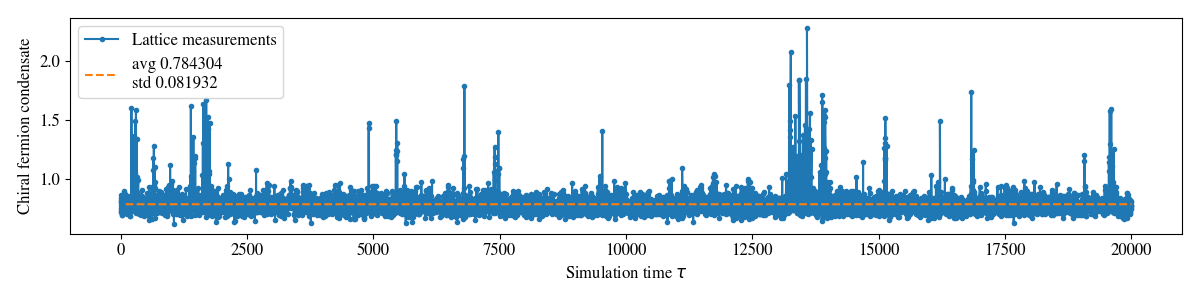 Lattice measurements
avg 0.784304
std 0.081932
Chiral fermion condensate
2.0
1.5
1.0
0
2500
5000
7500
10000
12500
15000
17500
20000
Simulation time τ